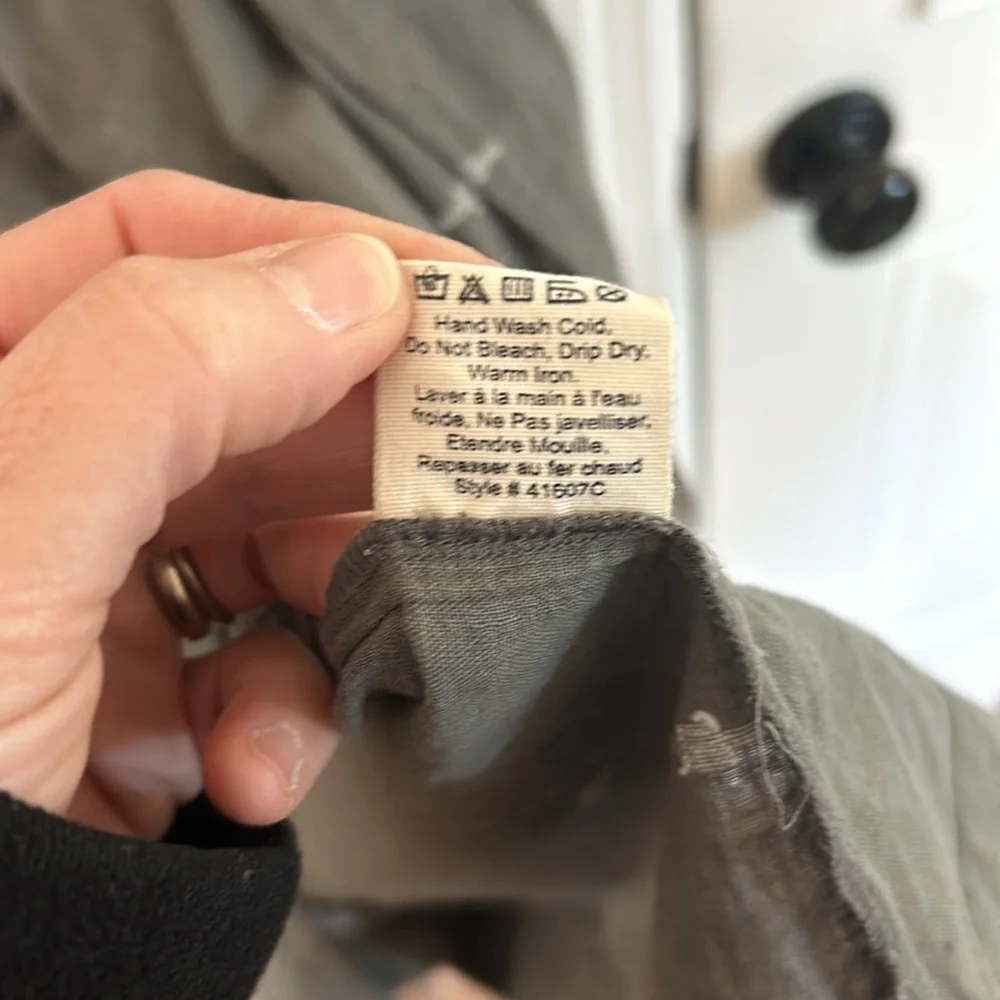 Hand Wash Cold.
Do Not Bleach, Drip Dry.
Warm Iron.
Laver à la main à l'eau
froide, Ne Pas javelliser.
Etendre Mouille.
Repasser au fer chaud
Style # 41607C